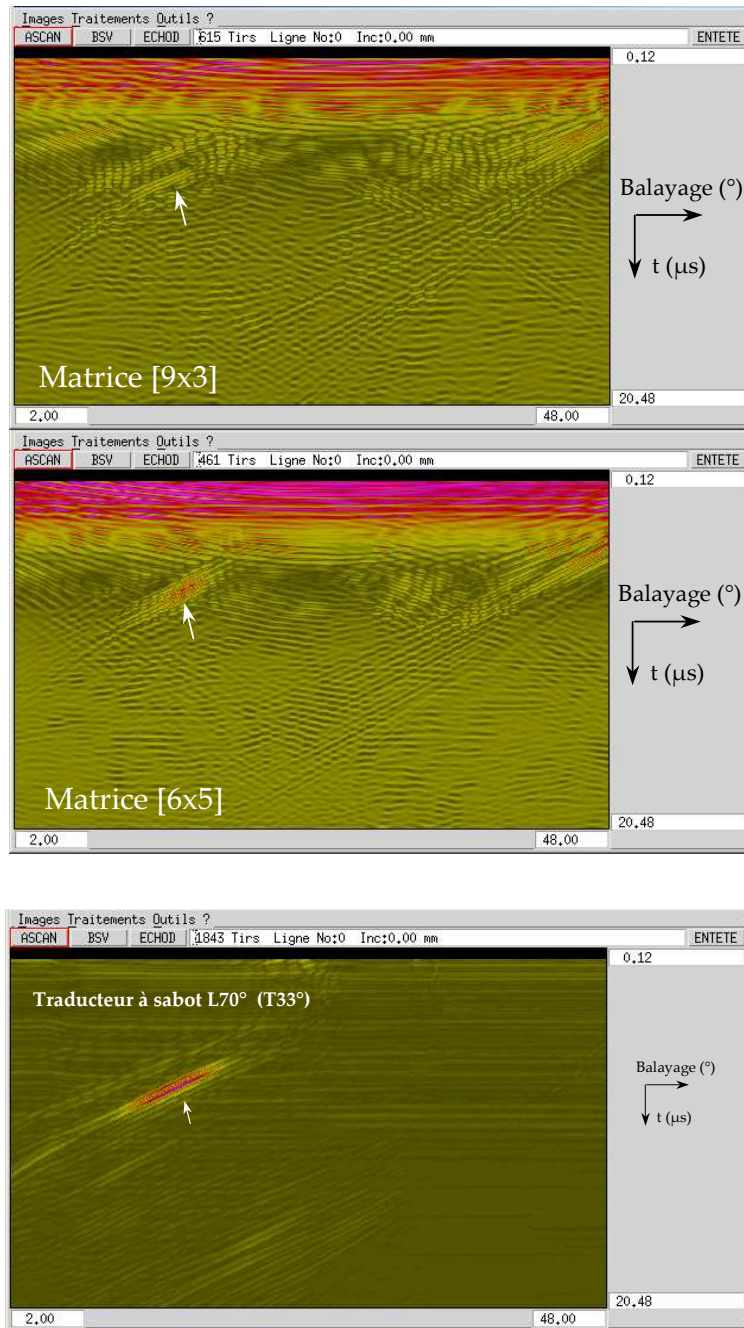 Images Traitements Outils ?
ASCAN BSV ECHOD 615 Tirs Ligne No:0 Inc:0.00 mm ENTETE
0.12
Balayage (°)
t (µs)
Matrice [9x3]
20.48
2.00 48.00
Images Traitements Outils ?
ASCAN BSV ECHOD 461 Tirs Ligne No:0 Inc:0.00 mm ENTETE
0.12
Balayage (°)
t (µs)
Matrice [6x5]
20.48
2.00 48.00
Images Traitements Outils ?
ASCAN BSV ECHOD 1843 Tirs Ligne No:0 Inc:0.00 mm ENTETE
0.12
Traducteur à sabot L70° (T33°)
Balayage (°)
t (µs)
20.48
2.00 48.00